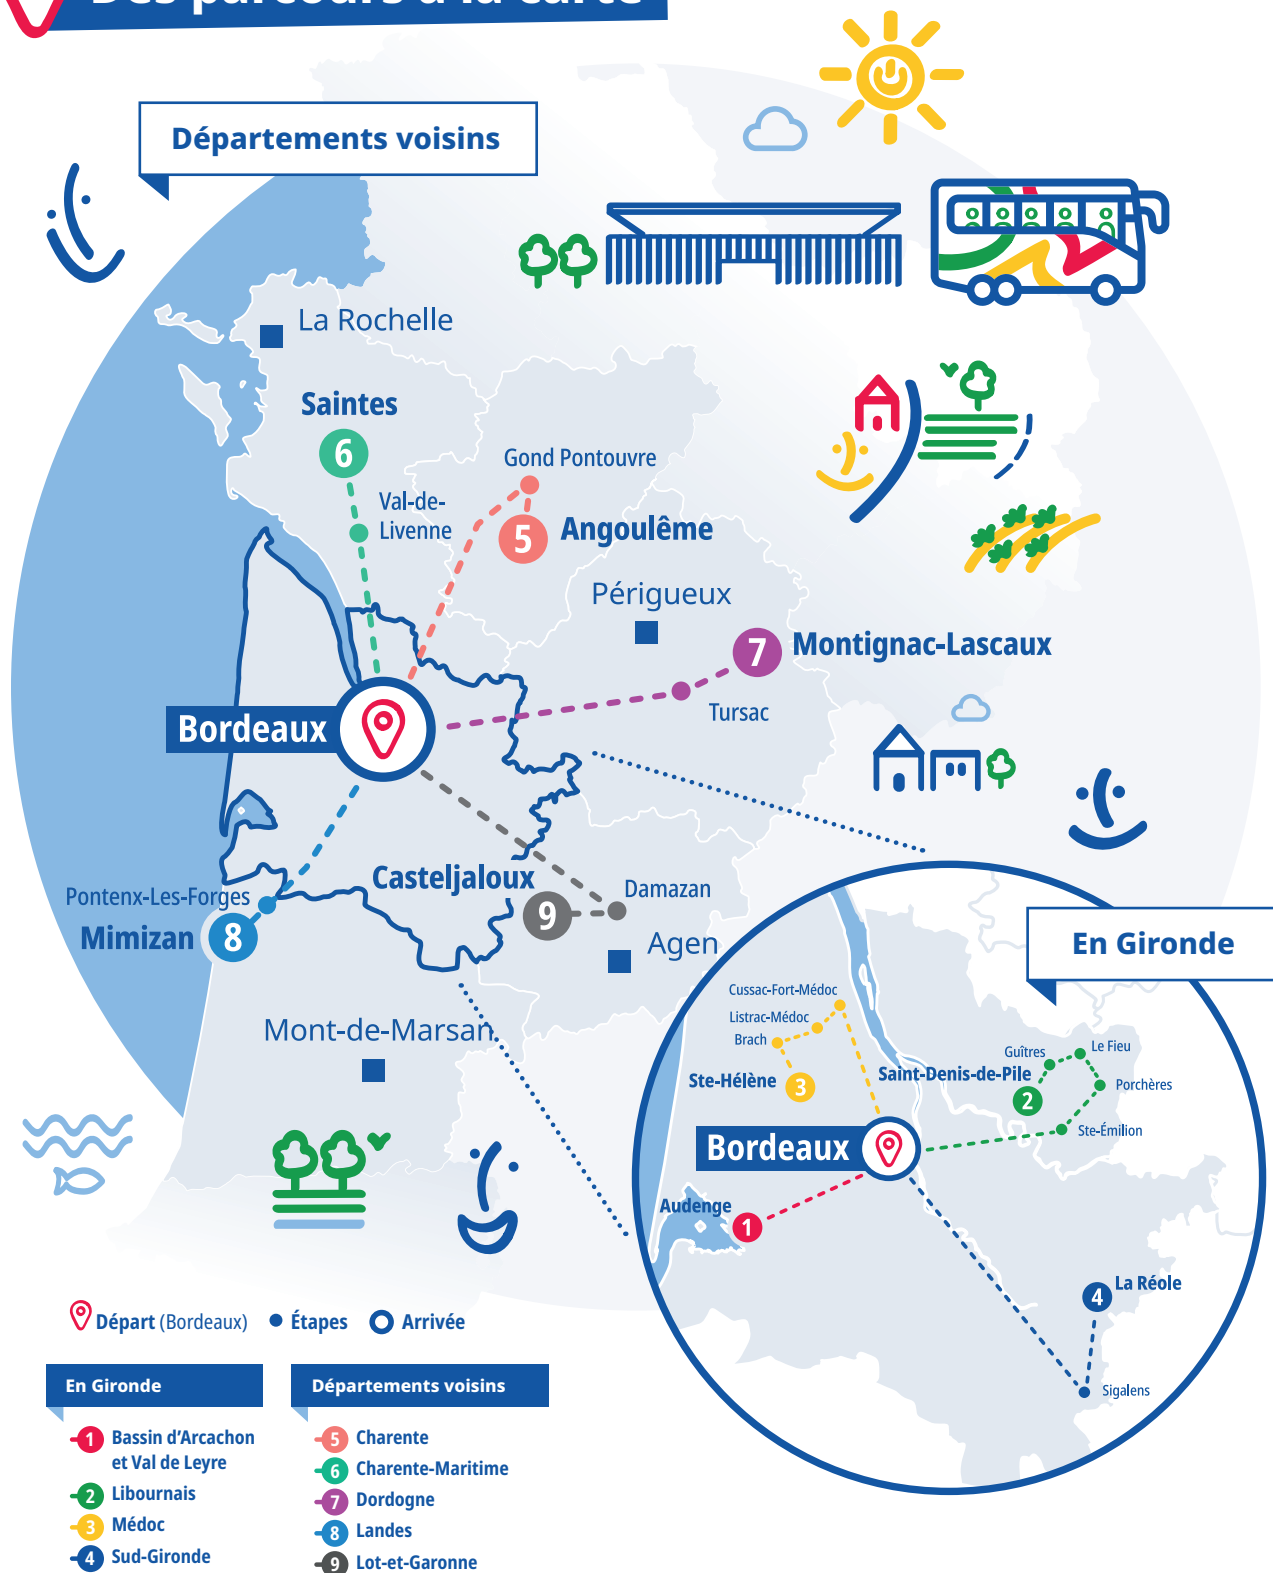 Des parcours à la carte
Départements voisins
La Rochelle
Saintes
6
Gond Pontouvre
Val-de-
Livenne
5
Angoulême
Périgueux
7
Montignac-Lascaux
Tursac
Bordeaux
Casteljaloux
Damazan
Pontenx-Les-Forges
9
Mimizan
8
Agen
En Gironde
Cussac-Fort-Médoc
Listrac-Médoc
Brach
Mont-de-Marsan
Guîtres
Le Fieu
Ste-Hélène
3
Saint-Denis-de-Pile
Porchères
2
Ste-Émilion
Bordeaux
Audenge
1
La Réole
4
Sigalens
Départ (Bordeaux)
Étapes
Arrivée
En Gironde
1 Bassin d'Arcachon
et Val de Leyre
2 Libournais
3 Médoc
4 Sud-Gironde
Départements voisins
5 Charente
6 Charente-Maritime
7 Dordogne
8 Landes
9 Lot-et-Garonne